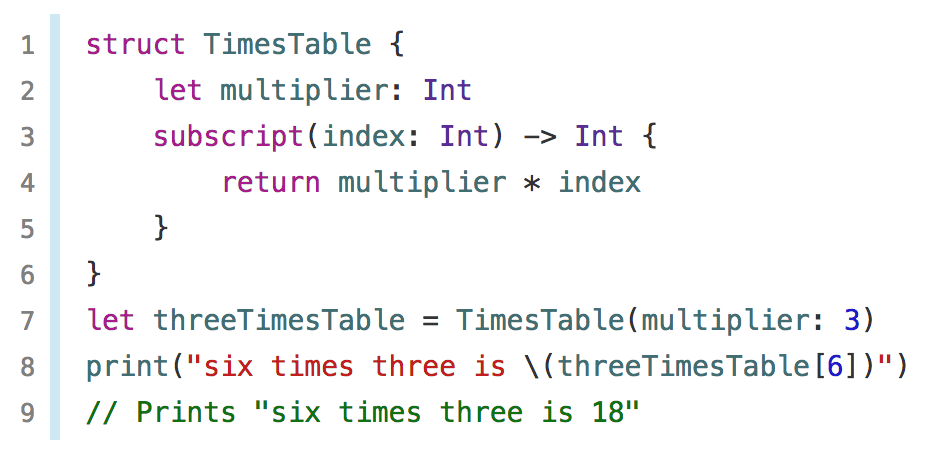 1 struct TimesTable {
2     let multiplier: Int
3     subscript(index: Int) -> Int {
4         return multiplier * index
5     }
6 }
7 let threeTimesTable = TimesTable(multiplier: 3)
8 print("six times three is \(threeTimesTable[6])")
9 // Prints "six times three is 18"